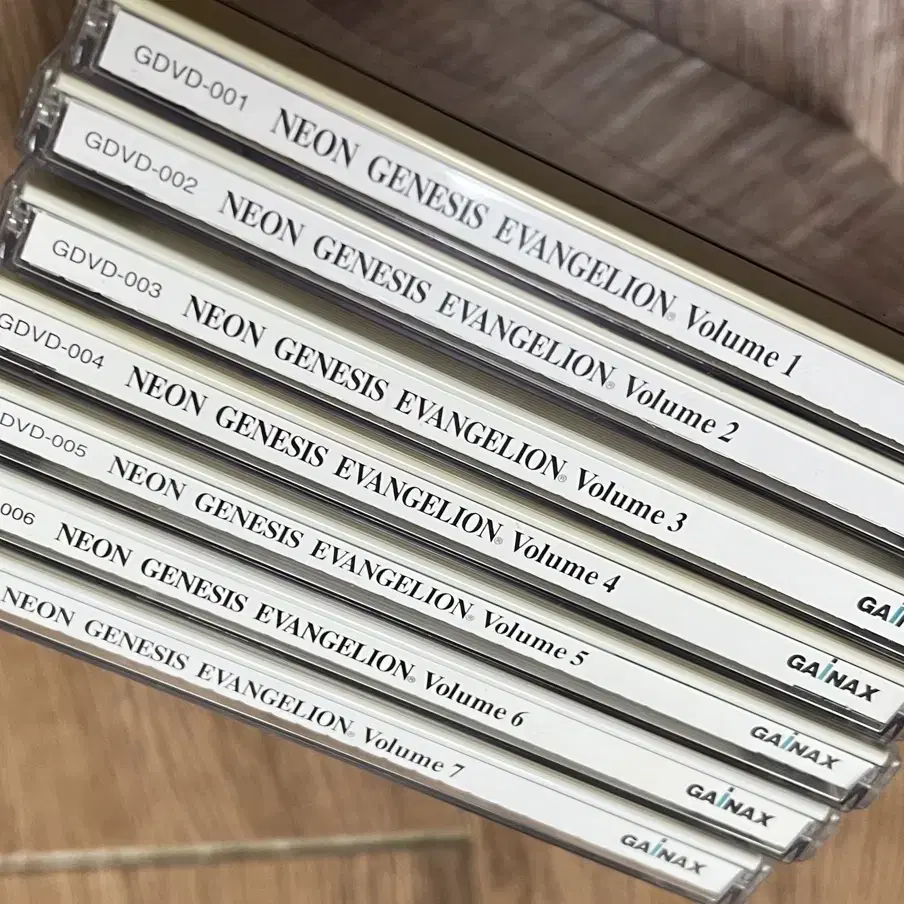 GDVD-001 NEON GENESIS EVANGELION® Volume 1
GDVD-002 NEON GENESIS EVANGELION® Volume 2
GDVD-003 NEON GENESIS EVANGELION® Volume 3 GAI
GDVD-004 NEON GENESIS EVANGELION® Volume 4 GAiNAX
DVD-005 NEON GENESIS EVANGELION® Volume 5 GAiNAX
006 NEON GENESIS EVANGELION® Volume 6 GAiNAX
NEON GENESIS EVANGELION® Volume 7 GAiNAX